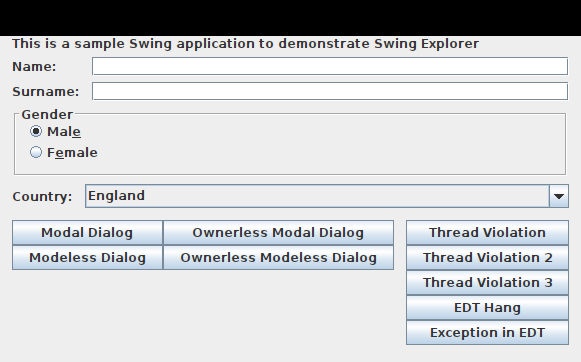 This is a sample Swing application to demonstrate Swing Explorer
Name:
Surname:
Gender
Male
Female
Country: England
Modal Dialog Ownerless Modal Dialog Thread Violation
Modeless Dialog Ownerless Modeless Dialog Thread Violation 2
Thread Violation 3
EDT Hang
Exception in EDT